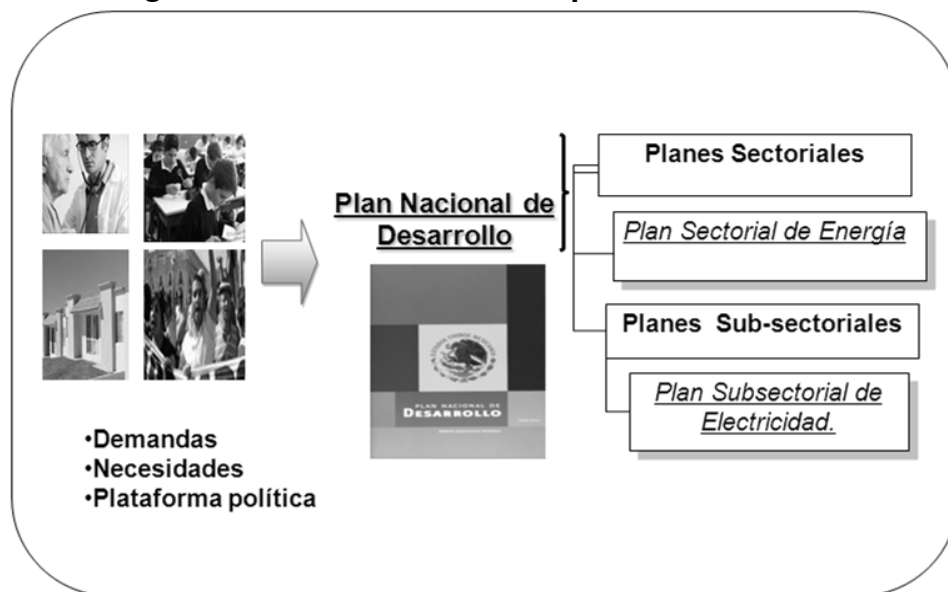 Plan Nacional de
Desarrollo
PLAN NACIONAL DE
DESARROLLO
•Demandas
•Necesidades
•Plataforma política
Planes Sectoriales
Plan Sectorial de Energía
Planes Sub-sectoriales
Plan Subsectorial de
Electricidad.